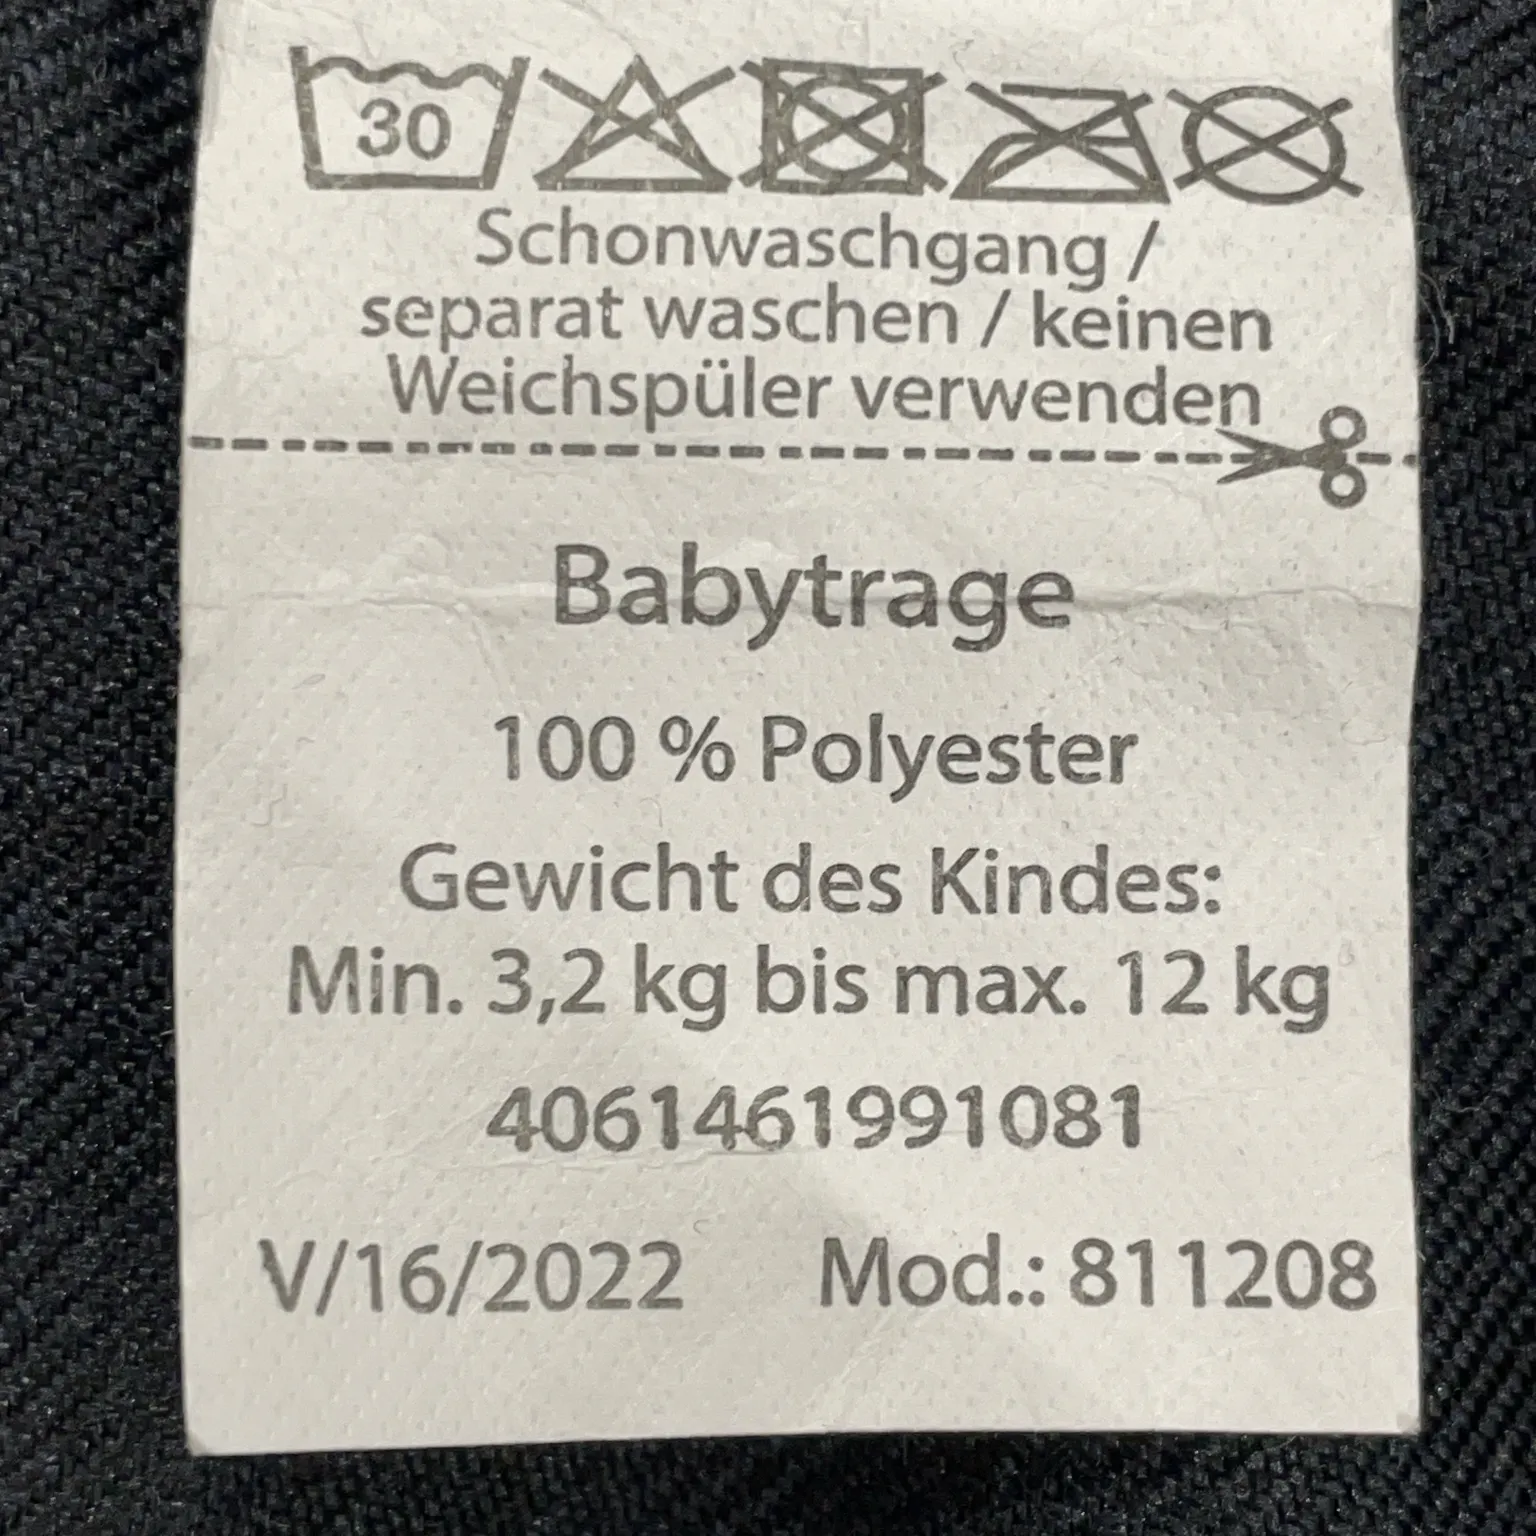 30
Schonwaschgang /
separat waschen / keinen
Weichspüler verwenden
Babytrage
100 % Polyester
Gewicht des Kindes:
Min. 3,2 kg bis max. 12 kg
4061461991081
V/16/2022 Mod.: 811208